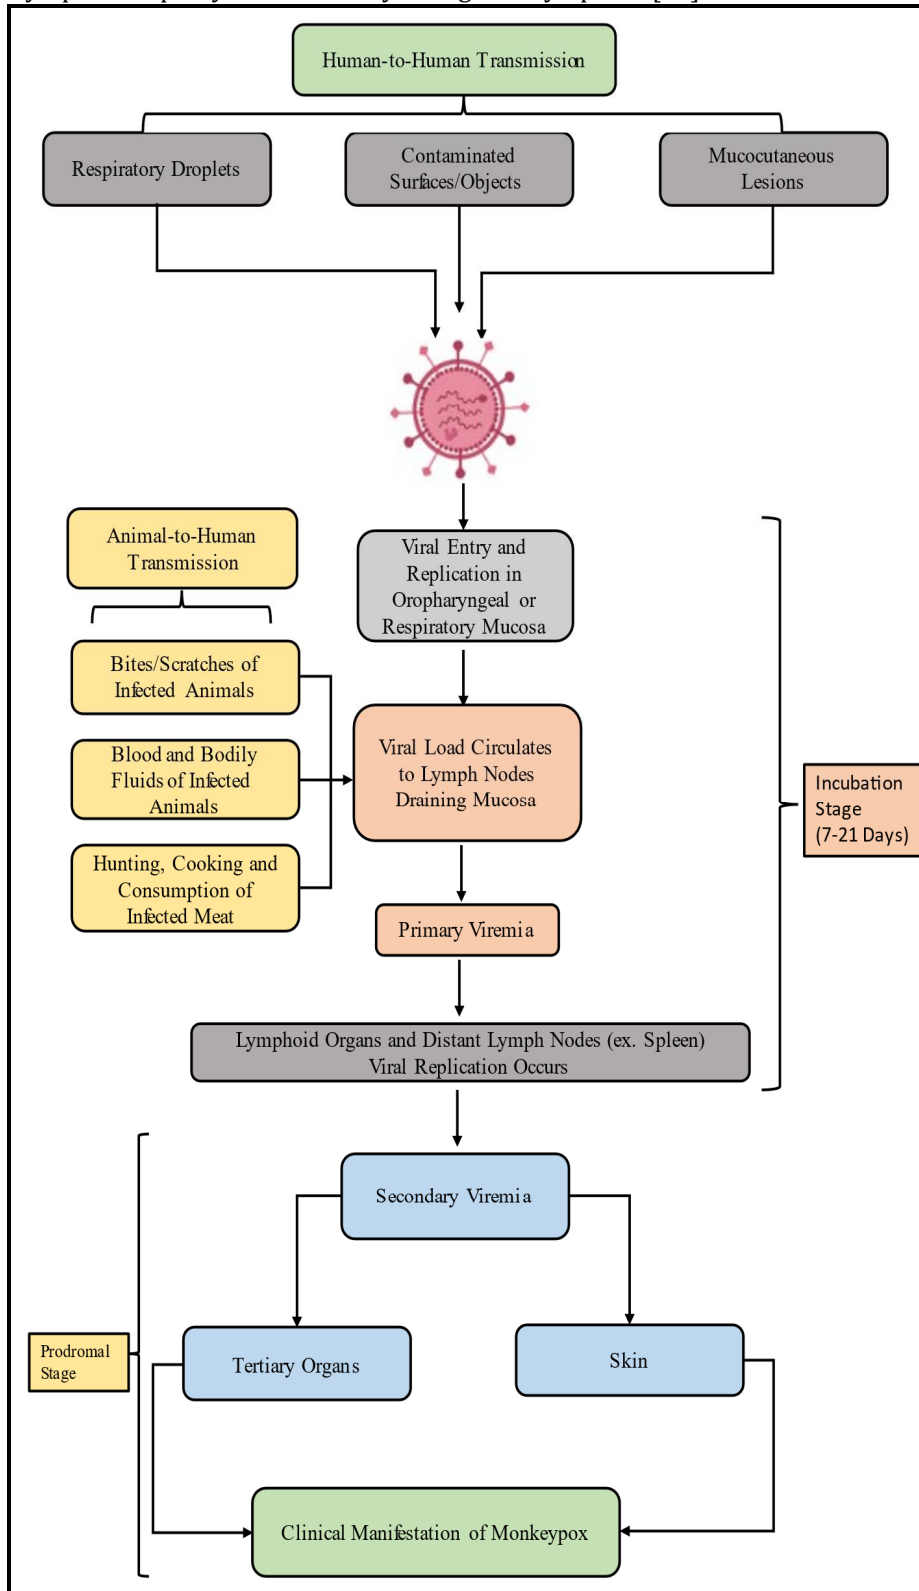 Human-to-Human Transmission
Respiratory Droplets
Contaminated
Surfaces/Objects
Mucocutaneous
Lesions
Animal-to-Human
Transmission
Viral Entry and
Replication in
Oropharyngeal or
Respiratory Mucosa
Bites/Scratches of
Infected Animals
Blood and Bodily
Fluids of Infected
Animals
Hunting, Cooking and
Consumption of
Infected Meat
Viral Load Circulates
to Lymph Nodes
Draining Mucosa
Incubation
Stage
(7-21 Days)
Primary Viremia
Lymphoid Organs and Distant Lymph Nodes (ex. Spleen)
Viral Replication Occurs
Secondary Viremia
Prodromal
Stage
Tertiary Organs
Skin
Clinical Manifestation of Monkeypox